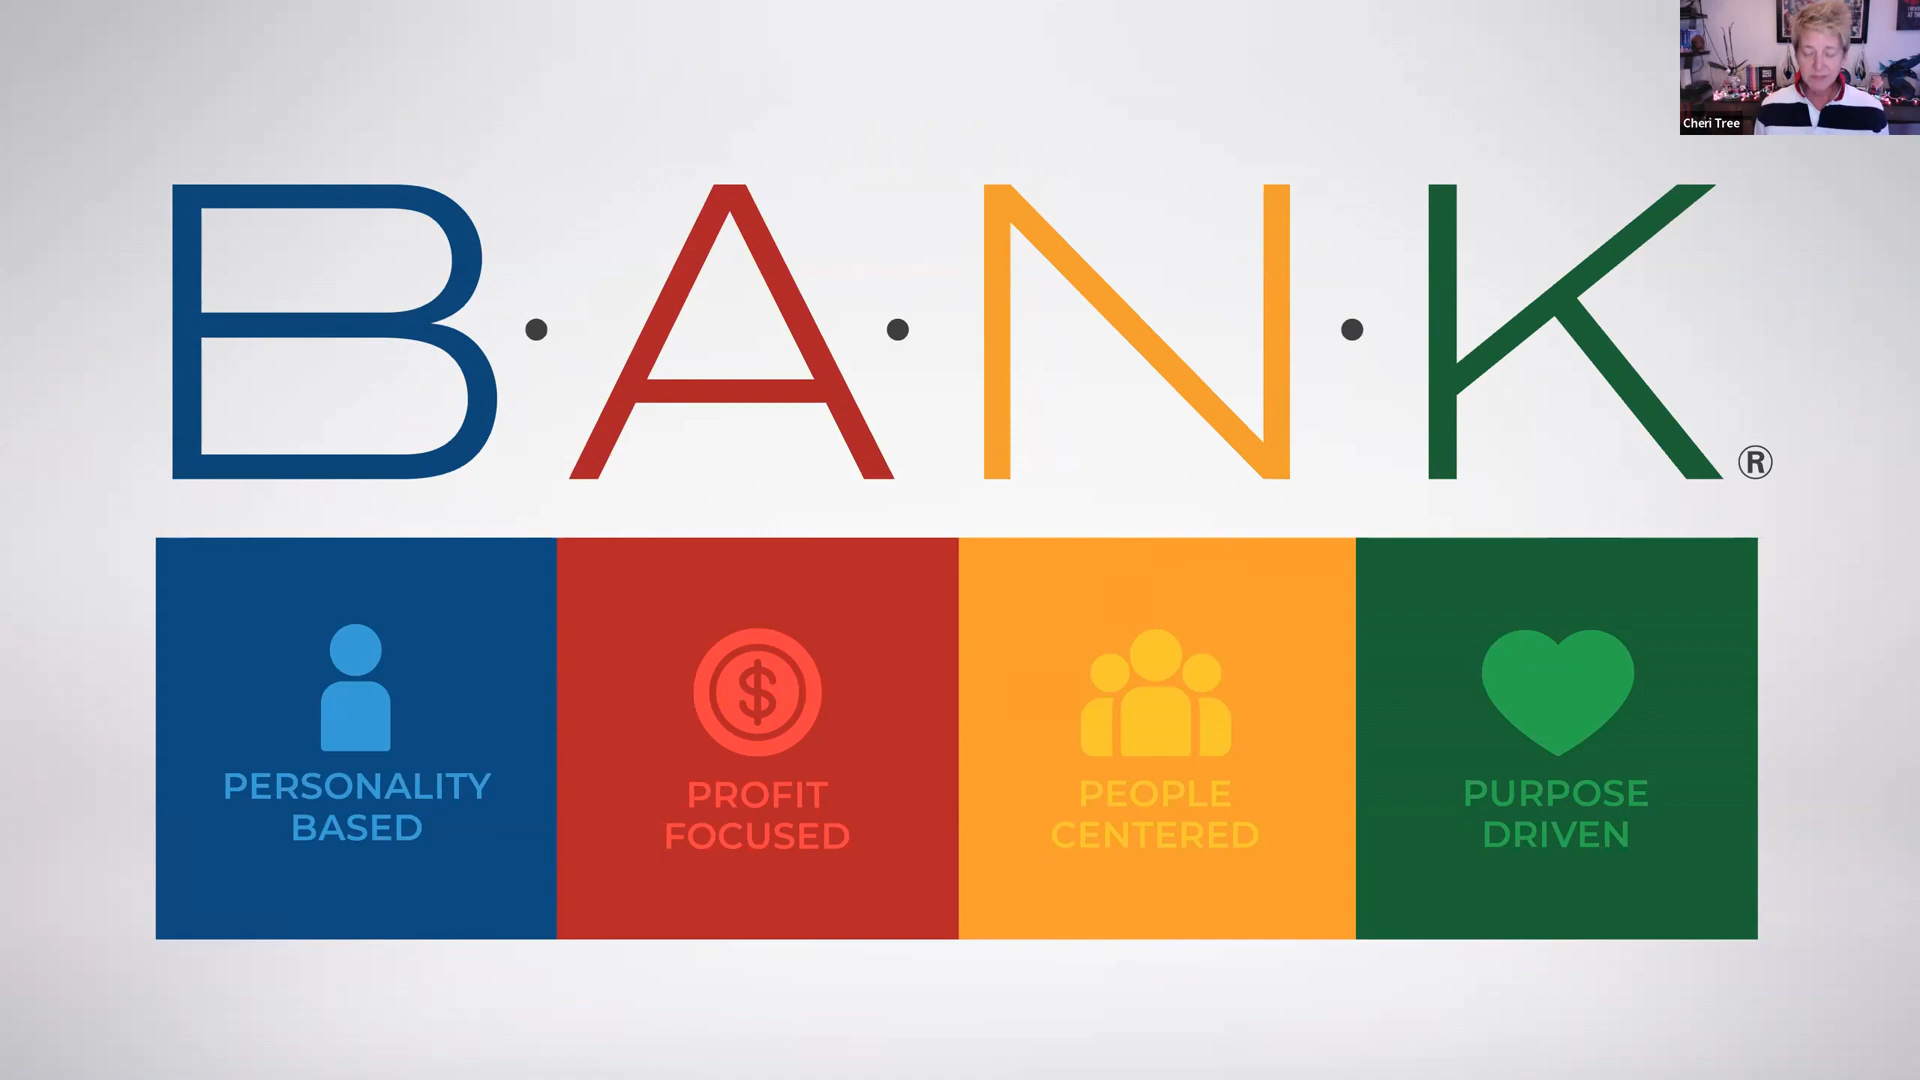 Cheri Tree
B·A·N·K®
PERSONALITY
BASED
PROFIT
FOCUSED
PEOPLE
CENTERED
PURPOSE
DRIVEN